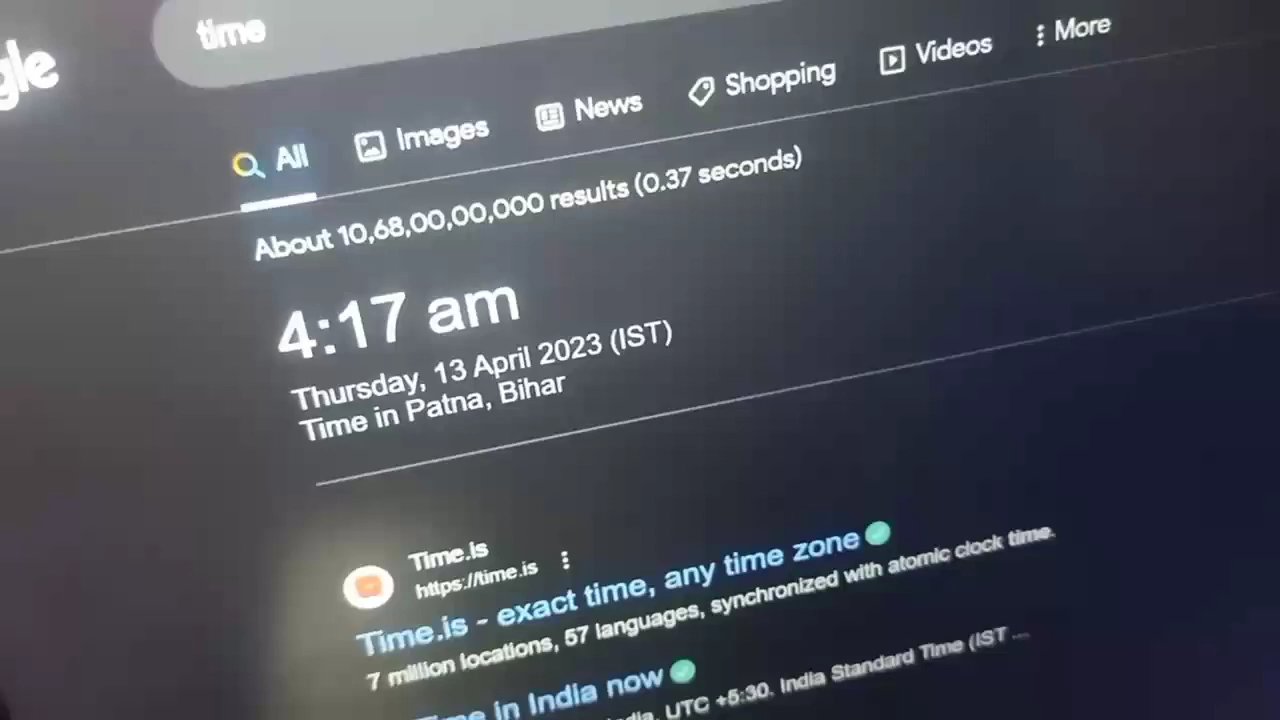 gle
time
All Images News Shopping Videos More
About 10,68,00,00,000 results (0.37 seconds)
4:17 am
Thursday, 13 April 2023 (IST)
Time in Patna, Bihar
Time.is
https://time.is
Time.is - exact time, any time zone
7 million locations, 57 languages, synchronized with atomic clock time.
in India now
UTC +5:30. India Standard Time (IST ...